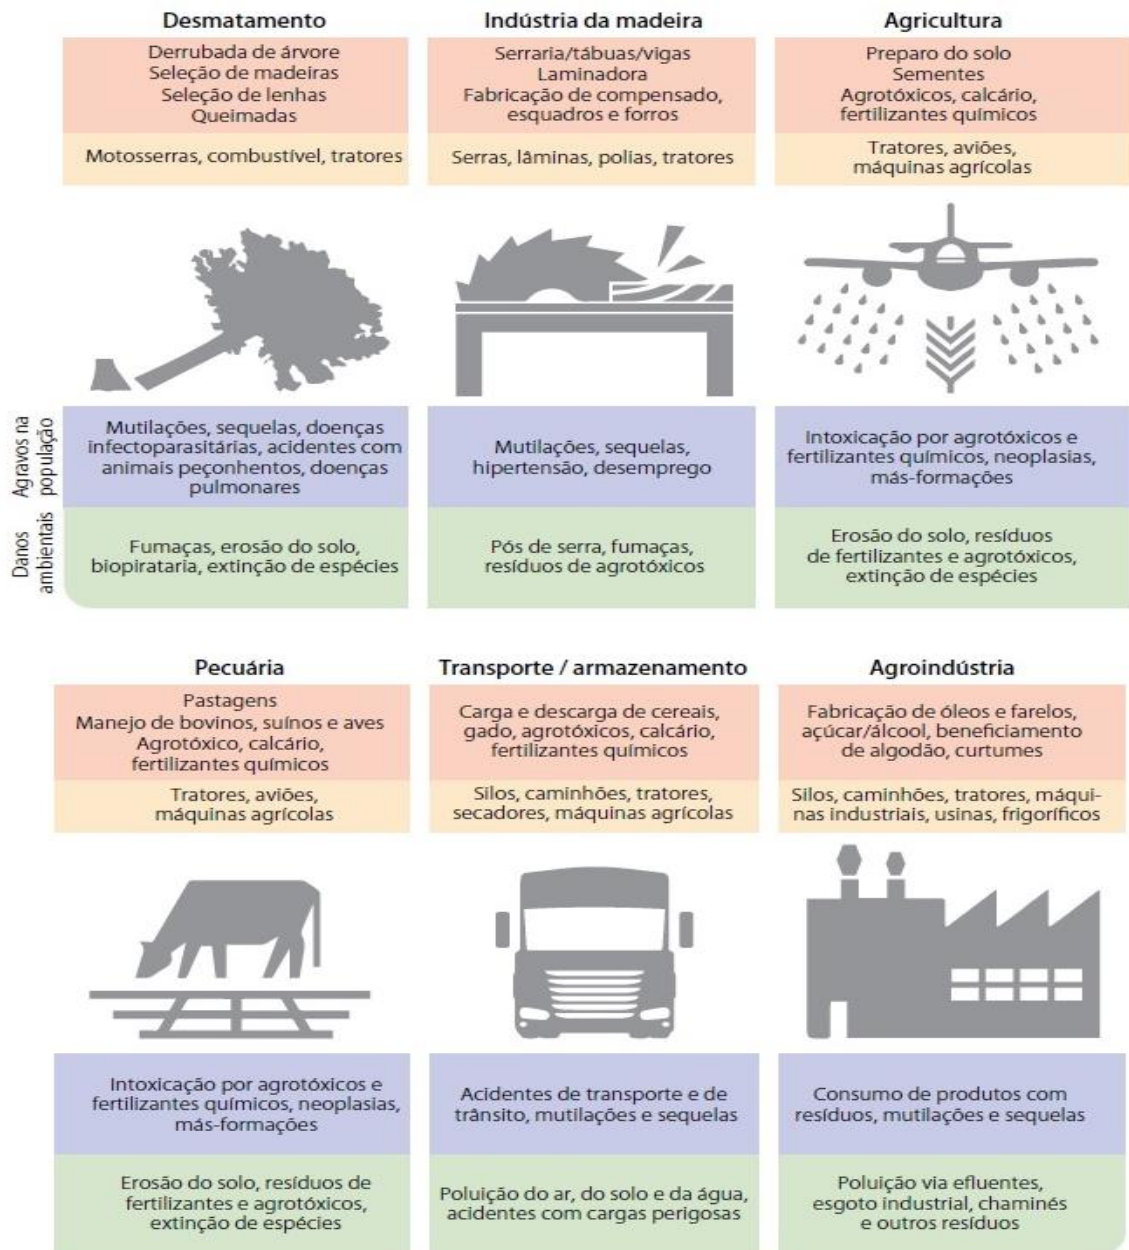 Desmatamento
Derrubada de árvore
Seleção de madeiras
Seleção de lenhas
Queimadas
Motosserras, combustível, tratores
Indústria da madeira
Serraria/tábuas/vigas
Laminadora
Fabricação de compensado,
esquadros e forros
Serras, lâminas, polias, tratores
Agricultura
Preparo do solo
Sementes
Agrotóxicos, calcário,
fertilizantes químicos
Tratores, aviões,
máquinas agrícolas
Agravos na
população
Mutilações, sequelas, doenças
infectoparasitárias, acidentes com
animais peçonhentos, doenças
pulmonares
Mutilações, sequelas,
hipertensão, desemprego
Intoxicação por agrotóxicos e
fertilizantes químicos, neoplasias,
más-formações
Danos
ambientais
Fumaças, erosão do solo,
biopirataria, extinção de espécies
Pós de serra, fumaças,
resíduos de agrotóxicos
Erosão do solo, resíduos
de fertilizantes e agrotóxicos,
extinção de espécies
Pecuária
Pastagens
Manejo de bovinos, suínos e aves
Agrotóxico, calcário,
fertilizantes químicos
Tratores, aviões,
máquinas agrícolas
Transporte / armazenamento
Carga e descarga de cereais,
gado, agrotóxicos, calcário,
fertilizantes químicos
Silos, caminhões, tratores,
secadores, máquinas agrícolas
Agroindústria
Fabricação de óleos e farelos,
açúcar/álcool, beneficiamento
de algodão, curtumes
Silos, caminhões, tratores, máqui-
nas industriais, usinas, frigoríficos
Intoxicação por agrotóxicos e
fertilizantes químicos, neoplasias,
más-formações
Acidentes de transporte e de
trânsito, mutilações e sequelas
Consumo de produtos com
resíduos, mutilações e sequelas
Erosão do solo, resíduos de
fertilizantes e agrotóxicos,
extinção de espécies
Poluição do ar, do solo e da água,
acidentes com cargas perigosas
Poluição via efluentes,
esgoto industrial, chaminés
e outros resíduos